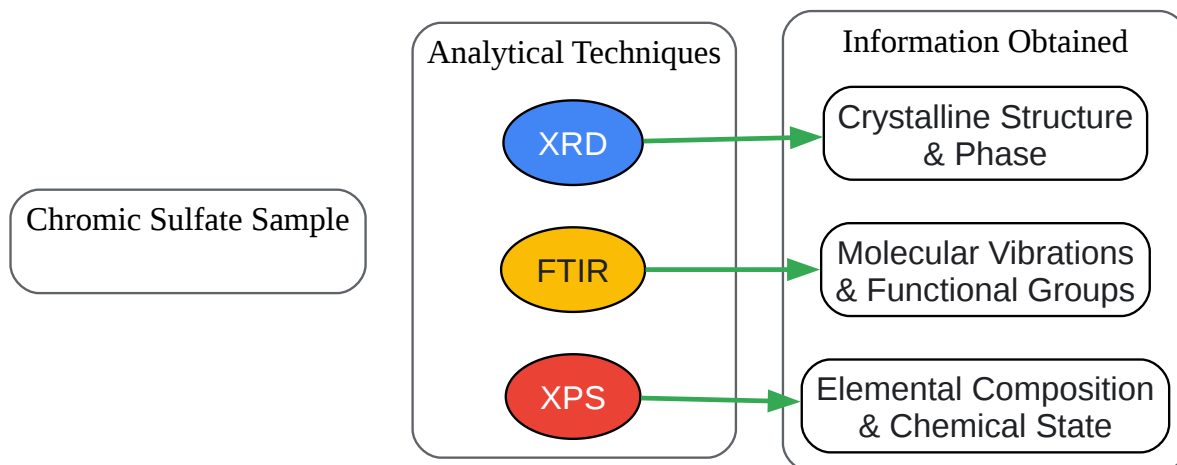 Chromic Sulfate Sample
Analytical Techniques
XRD
FTIR
XPS
Information Obtained
Crystalline Structure
& Phase
Molecular Vibrations
& Functional Groups
Elemental Composition
& Chemical State